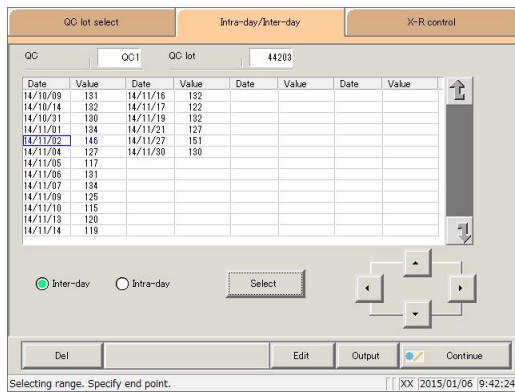 QC lot select Intra-day/Inter-day X-R control
QC QC1 QC lot 44203
Date Value Date Value Date Value Date Value
14/10/09 131 14/11/16 132
14/10/14 132 14/11/17 122
14/10/31 130 14/11/19 132
14/11/01 134 14/11/21 127
14/11/02 146 14/11/27 151
14/11/04 127 14/11/30 130
14/11/05 117
14/11/06 131
14/11/07 134
14/11/09 125
14/11/10 115
14/11/13 120
14/11/14 119
Inter-day Intra-day Select
Del Edit Output Continue
Selecting range. Specify end point. XX 2015/01/06 9:42:24